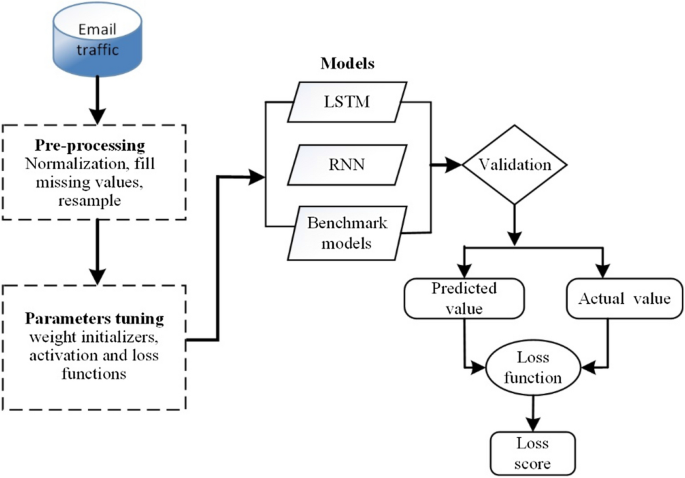 Email
traffic
Pre-processing
Normalization, fill
missing values,
resample
Parameters tuning
weight initializers,
activation and loss
functions
Models
LSTM
RNN
Benchmark
models
Validation
Predicted
value
Actual value
Loss
function
Loss
score